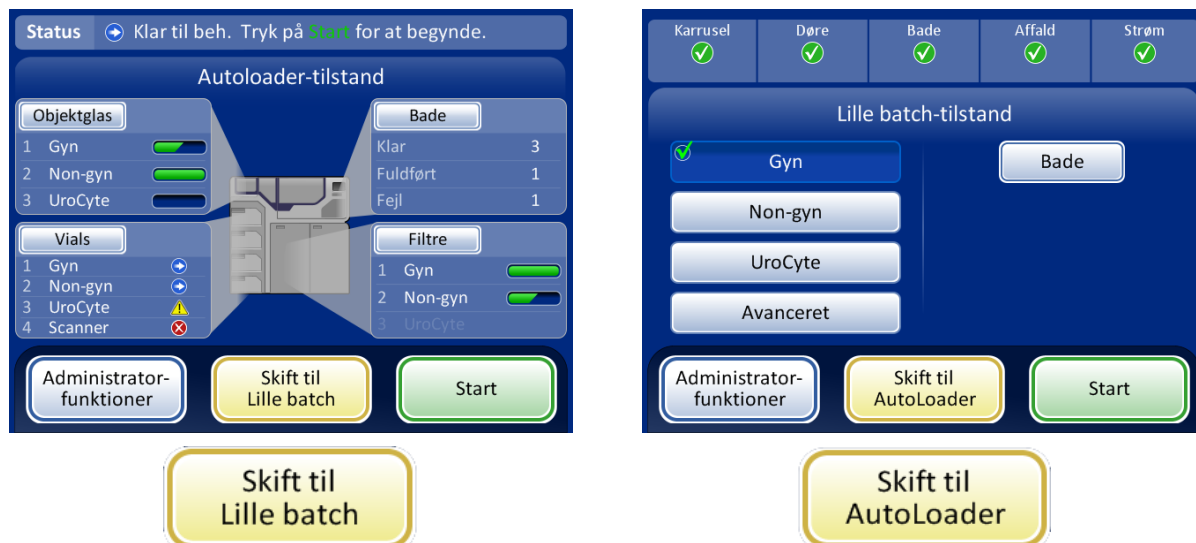 Status Klar til beh. Tryk på Start for at begynde.
Autoloader-tilstand
Objektglas
1 Gyn
2 Non-gyn
3 UroCyte
Bade
Klar 3
Fuldført 1
Fejl 1
Vials
1 Gyn
2 Non-gyn
3 UroCyte
4 Scanner
Filtre
1 Gyn
2 Non-gyn
3 UroCyte
Administrator-
funktioner
Skift til
Lille batch
Start
Skift til
Lille batch
Karrusel Døre Bade Affald Strøm
Lille batch-tilstand
Gyn
Non-gyn
UroCyte
Avanceret
Bade
Administrator-
funktioner
Skift til
AutoLoader
Start
Skift til
AutoLoader